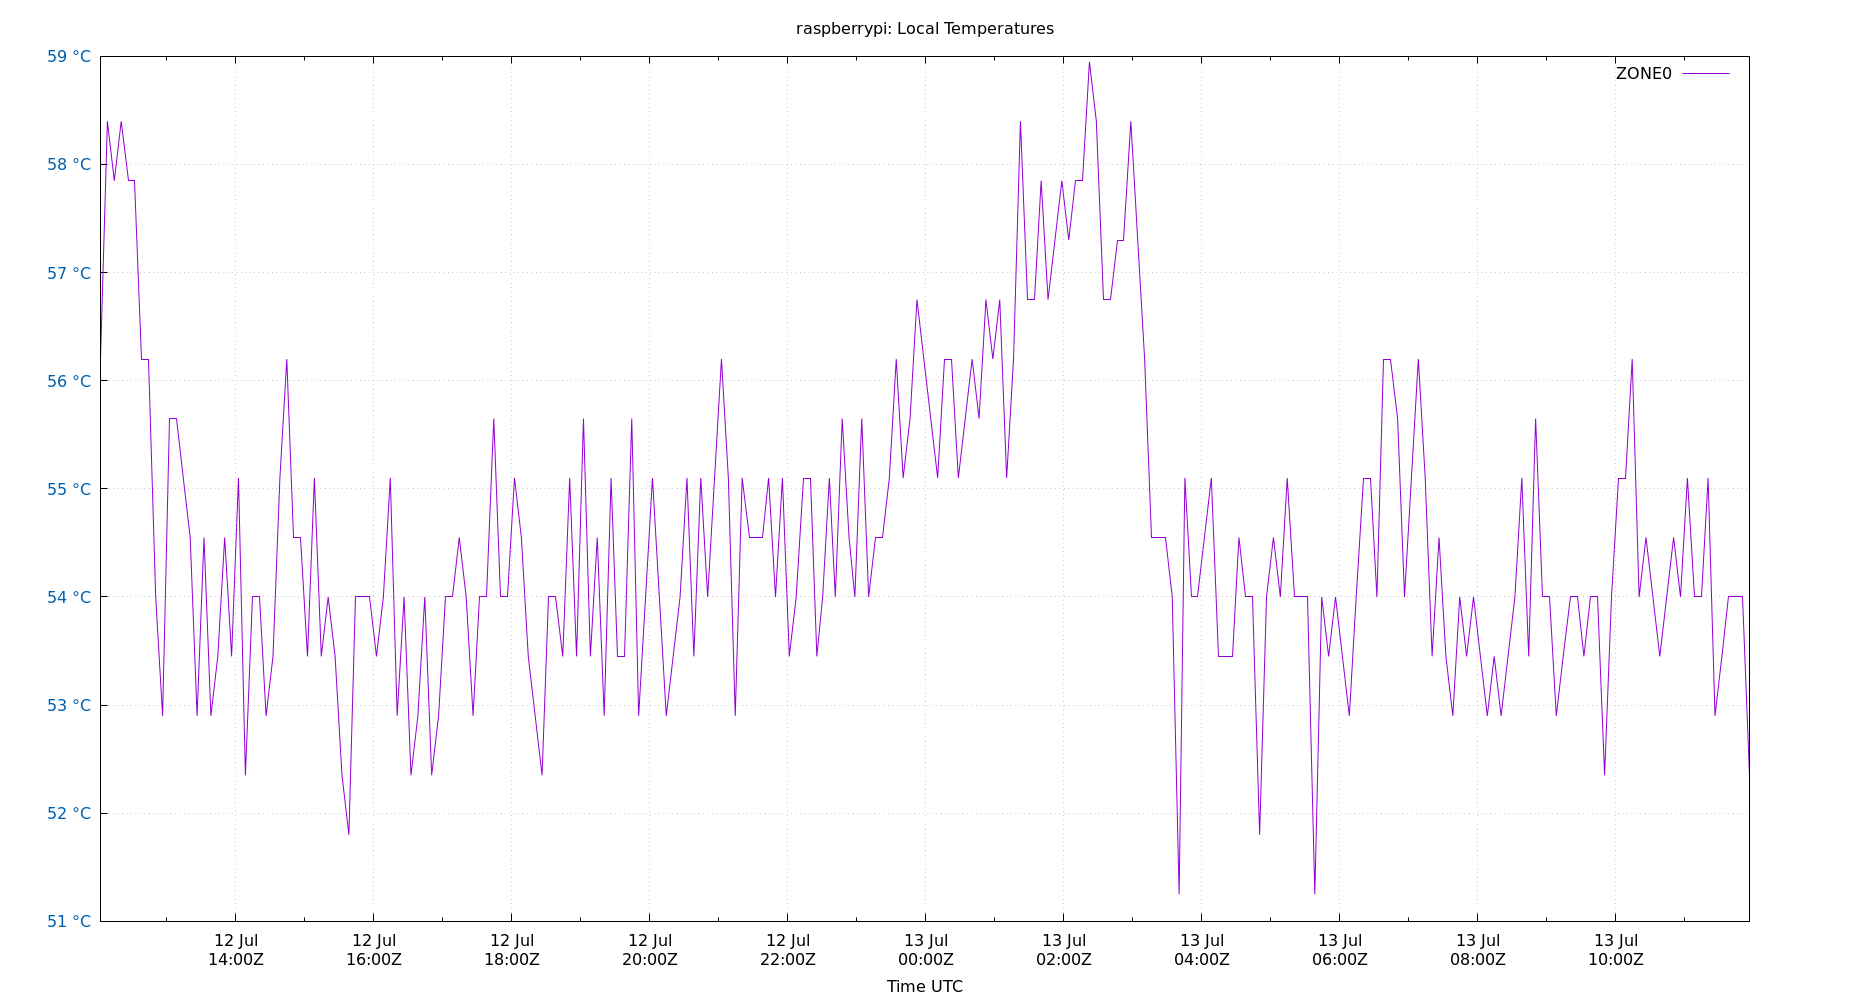 raspberrypi: Local Temperatures
59 °C
ZONE0
58 °C
57 °C
56 °C
55 °C
54 °C
53 °C
52 °C
51 °C
12 Jul 12 Jul 12 Jul 12 Jul 12 Jul 13 Jul 13 Jul 13 Jul 13 Jul 13 Jul 13 Jul
14:00Z 16:00Z 18:00Z 20:00Z 22:00Z 00:00Z 02:00Z 04:00Z 06:00Z 08:00Z 10:00Z
Time UTC